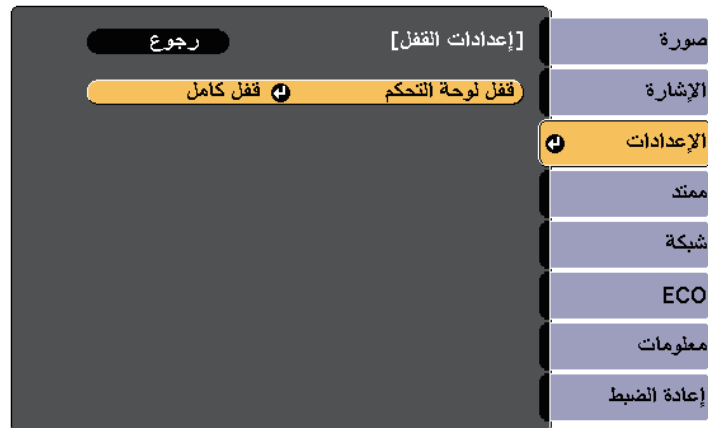 صورة
الإشارة
الإعدادات
ممتد
شبكة
ECO
معلومات
إعادة الضبط
[إعدادات القفل] رجوع
قفل لوحة التحكم قفل كامل